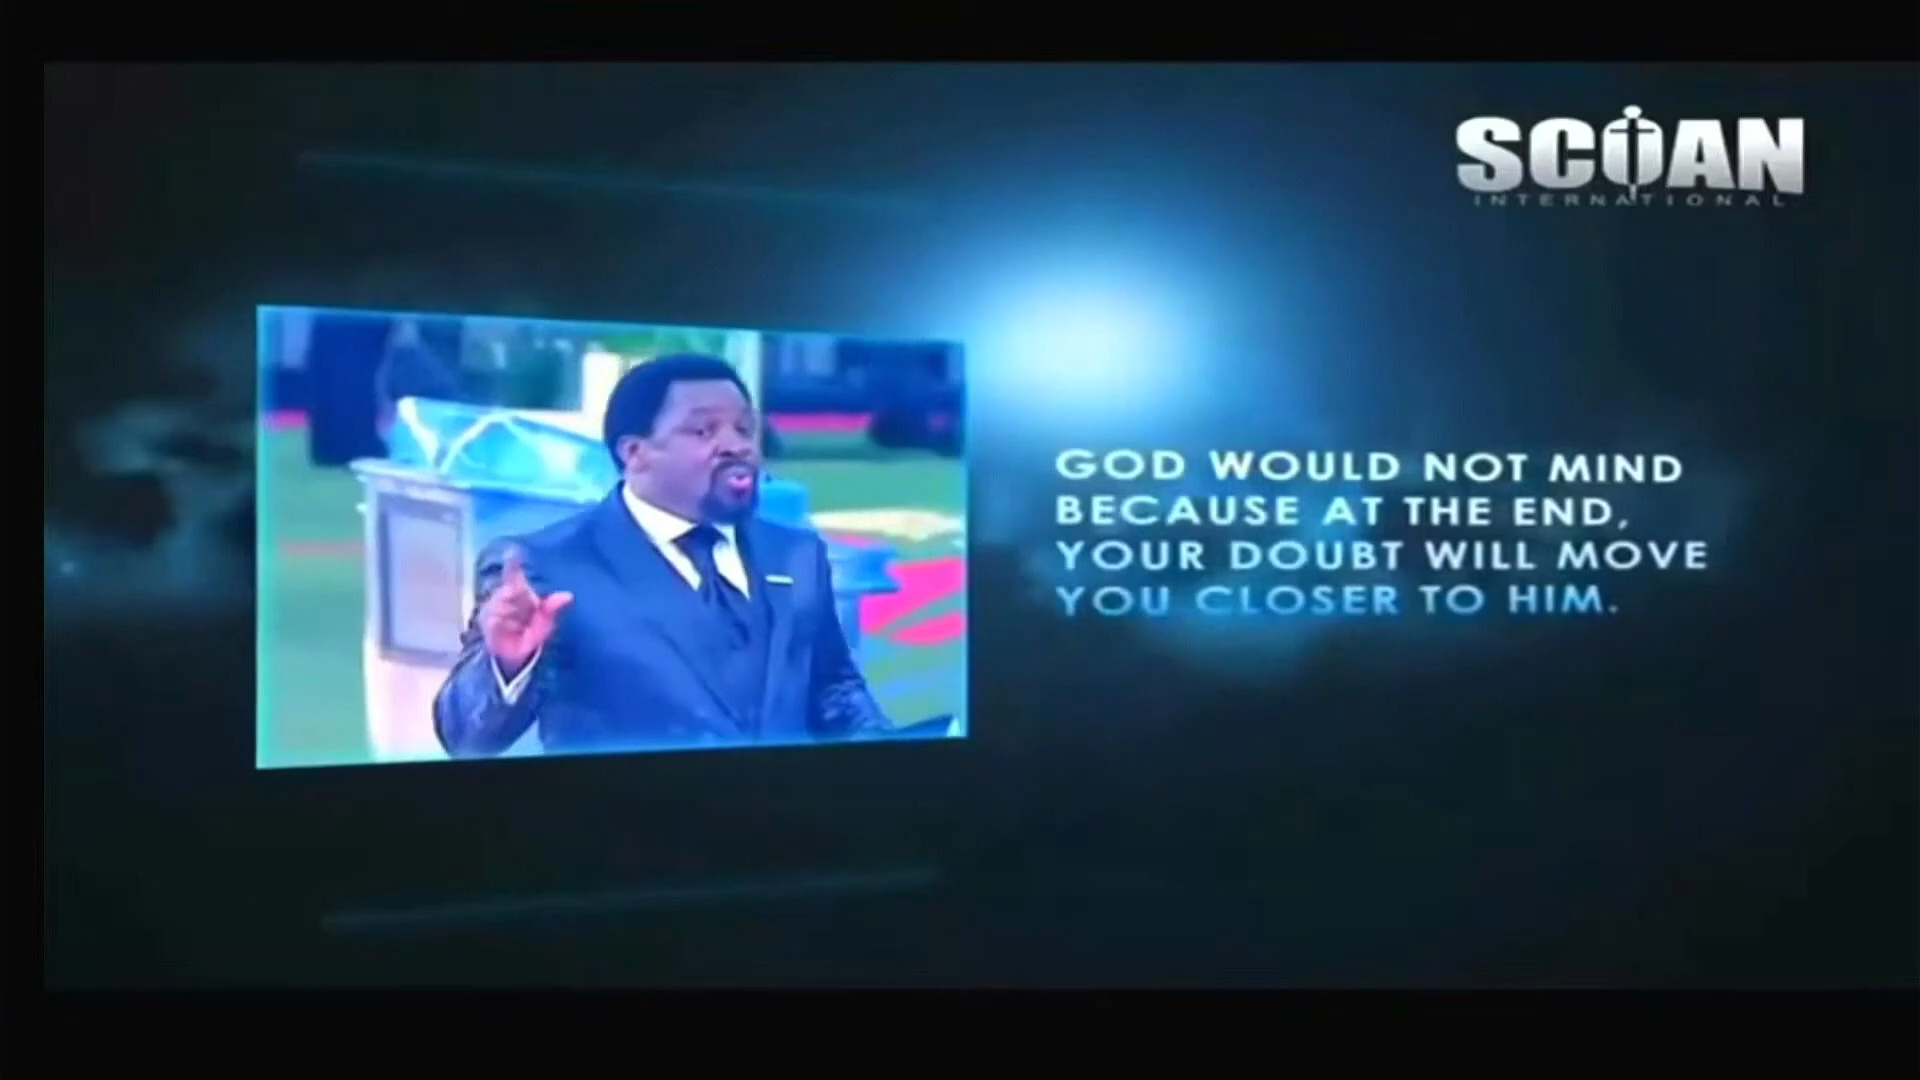 SCOAN
INTERNATIONAL
GOD WOULD NOT MIND
BECAUSE AT THE END,
YOUR DOUBT WILL MOVE
YOU CLOSER TO HIM.